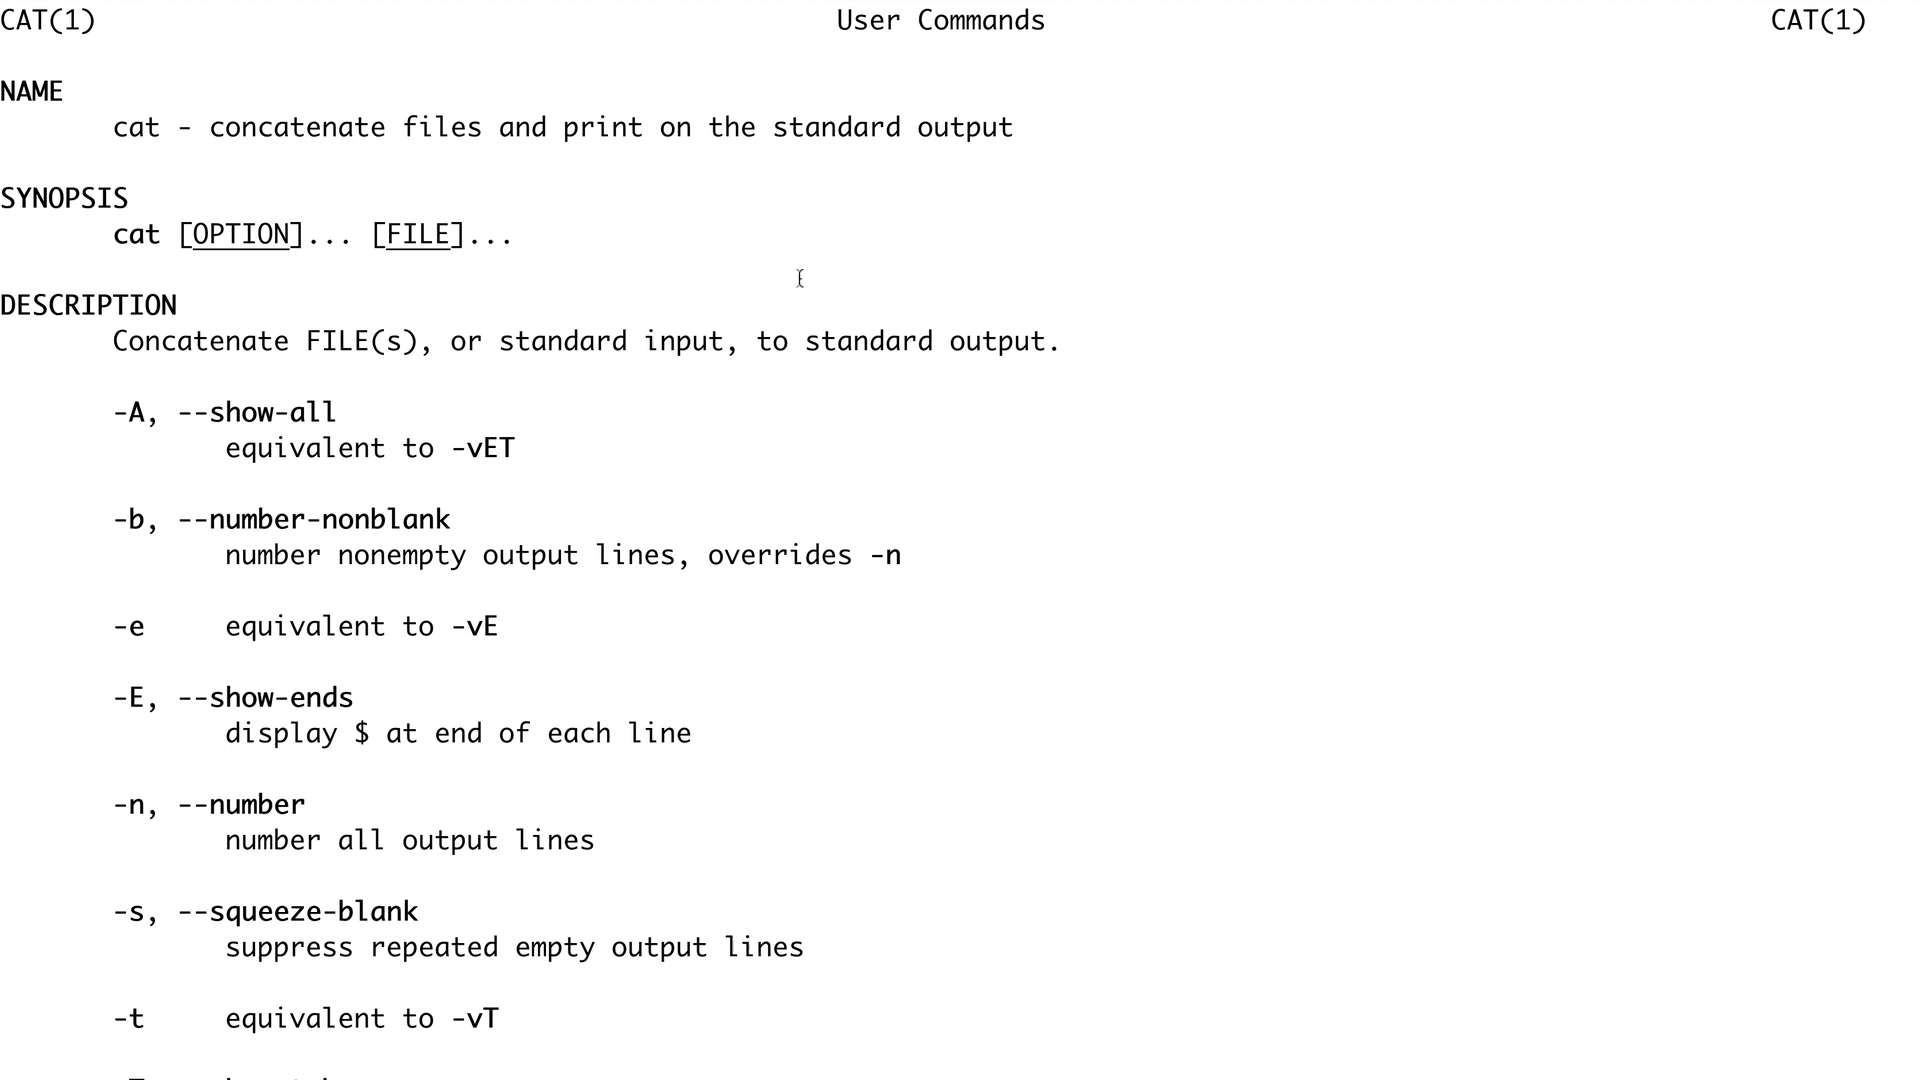 CAT(1) User Commands CAT(1)
NAME
cat - concatenate files and print on the standard output
SYNOPSIS
cat [OPTION]... [FILE]...
DESCRIPTION
Concatenate FILE(s), or standard input, to standard output.
-A, --show-all
equivalent to -vET
-b, --number-nonblank
number nonempty output lines, overrides -n
-e equivalent to -vE
-E, --show-ends
display $ at end of each line
-n, --number
number all output lines
-s, --squeeze-blank
suppress repeated empty output lines
-t equivalent to -vT